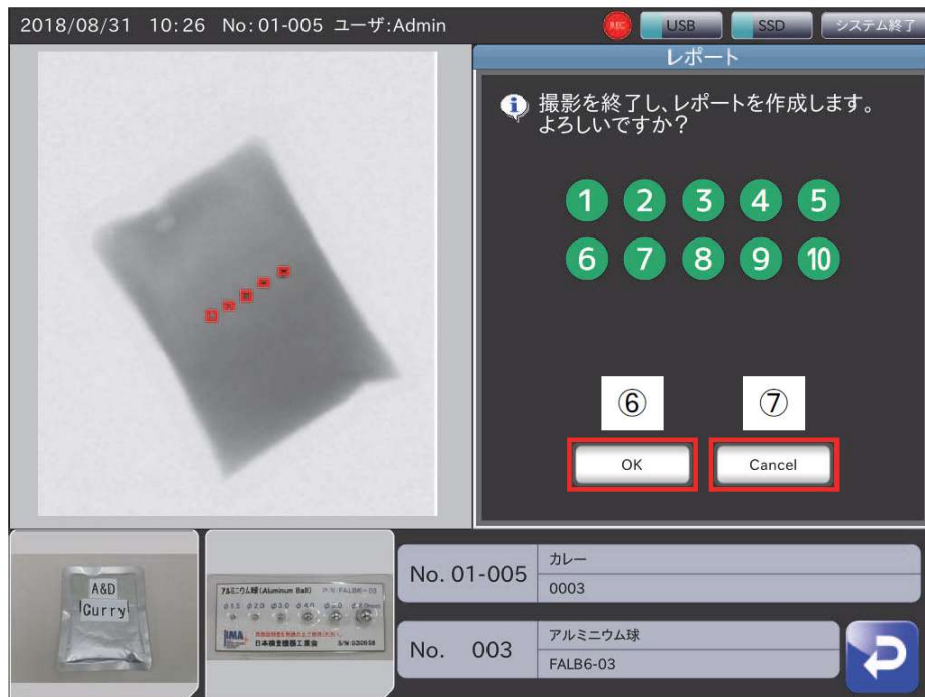 2018/08/31 10:26 No:01-005 ユーザ:Admin
REC
USB
SSD
システム終了
レポート
撮影を終了し、レポートを作成します。
よろしいですか？
1 2 3 4 5
6 7 8 9 10
⑥ ⑦
OK Cancel
A&D
Curry
アルミニウム球(Aluminum Ball) P/N FALB6-03
日本検査機器工業会
No. 01-005
カレー
0003
No. 003
アルミニウム球
FALB6-03